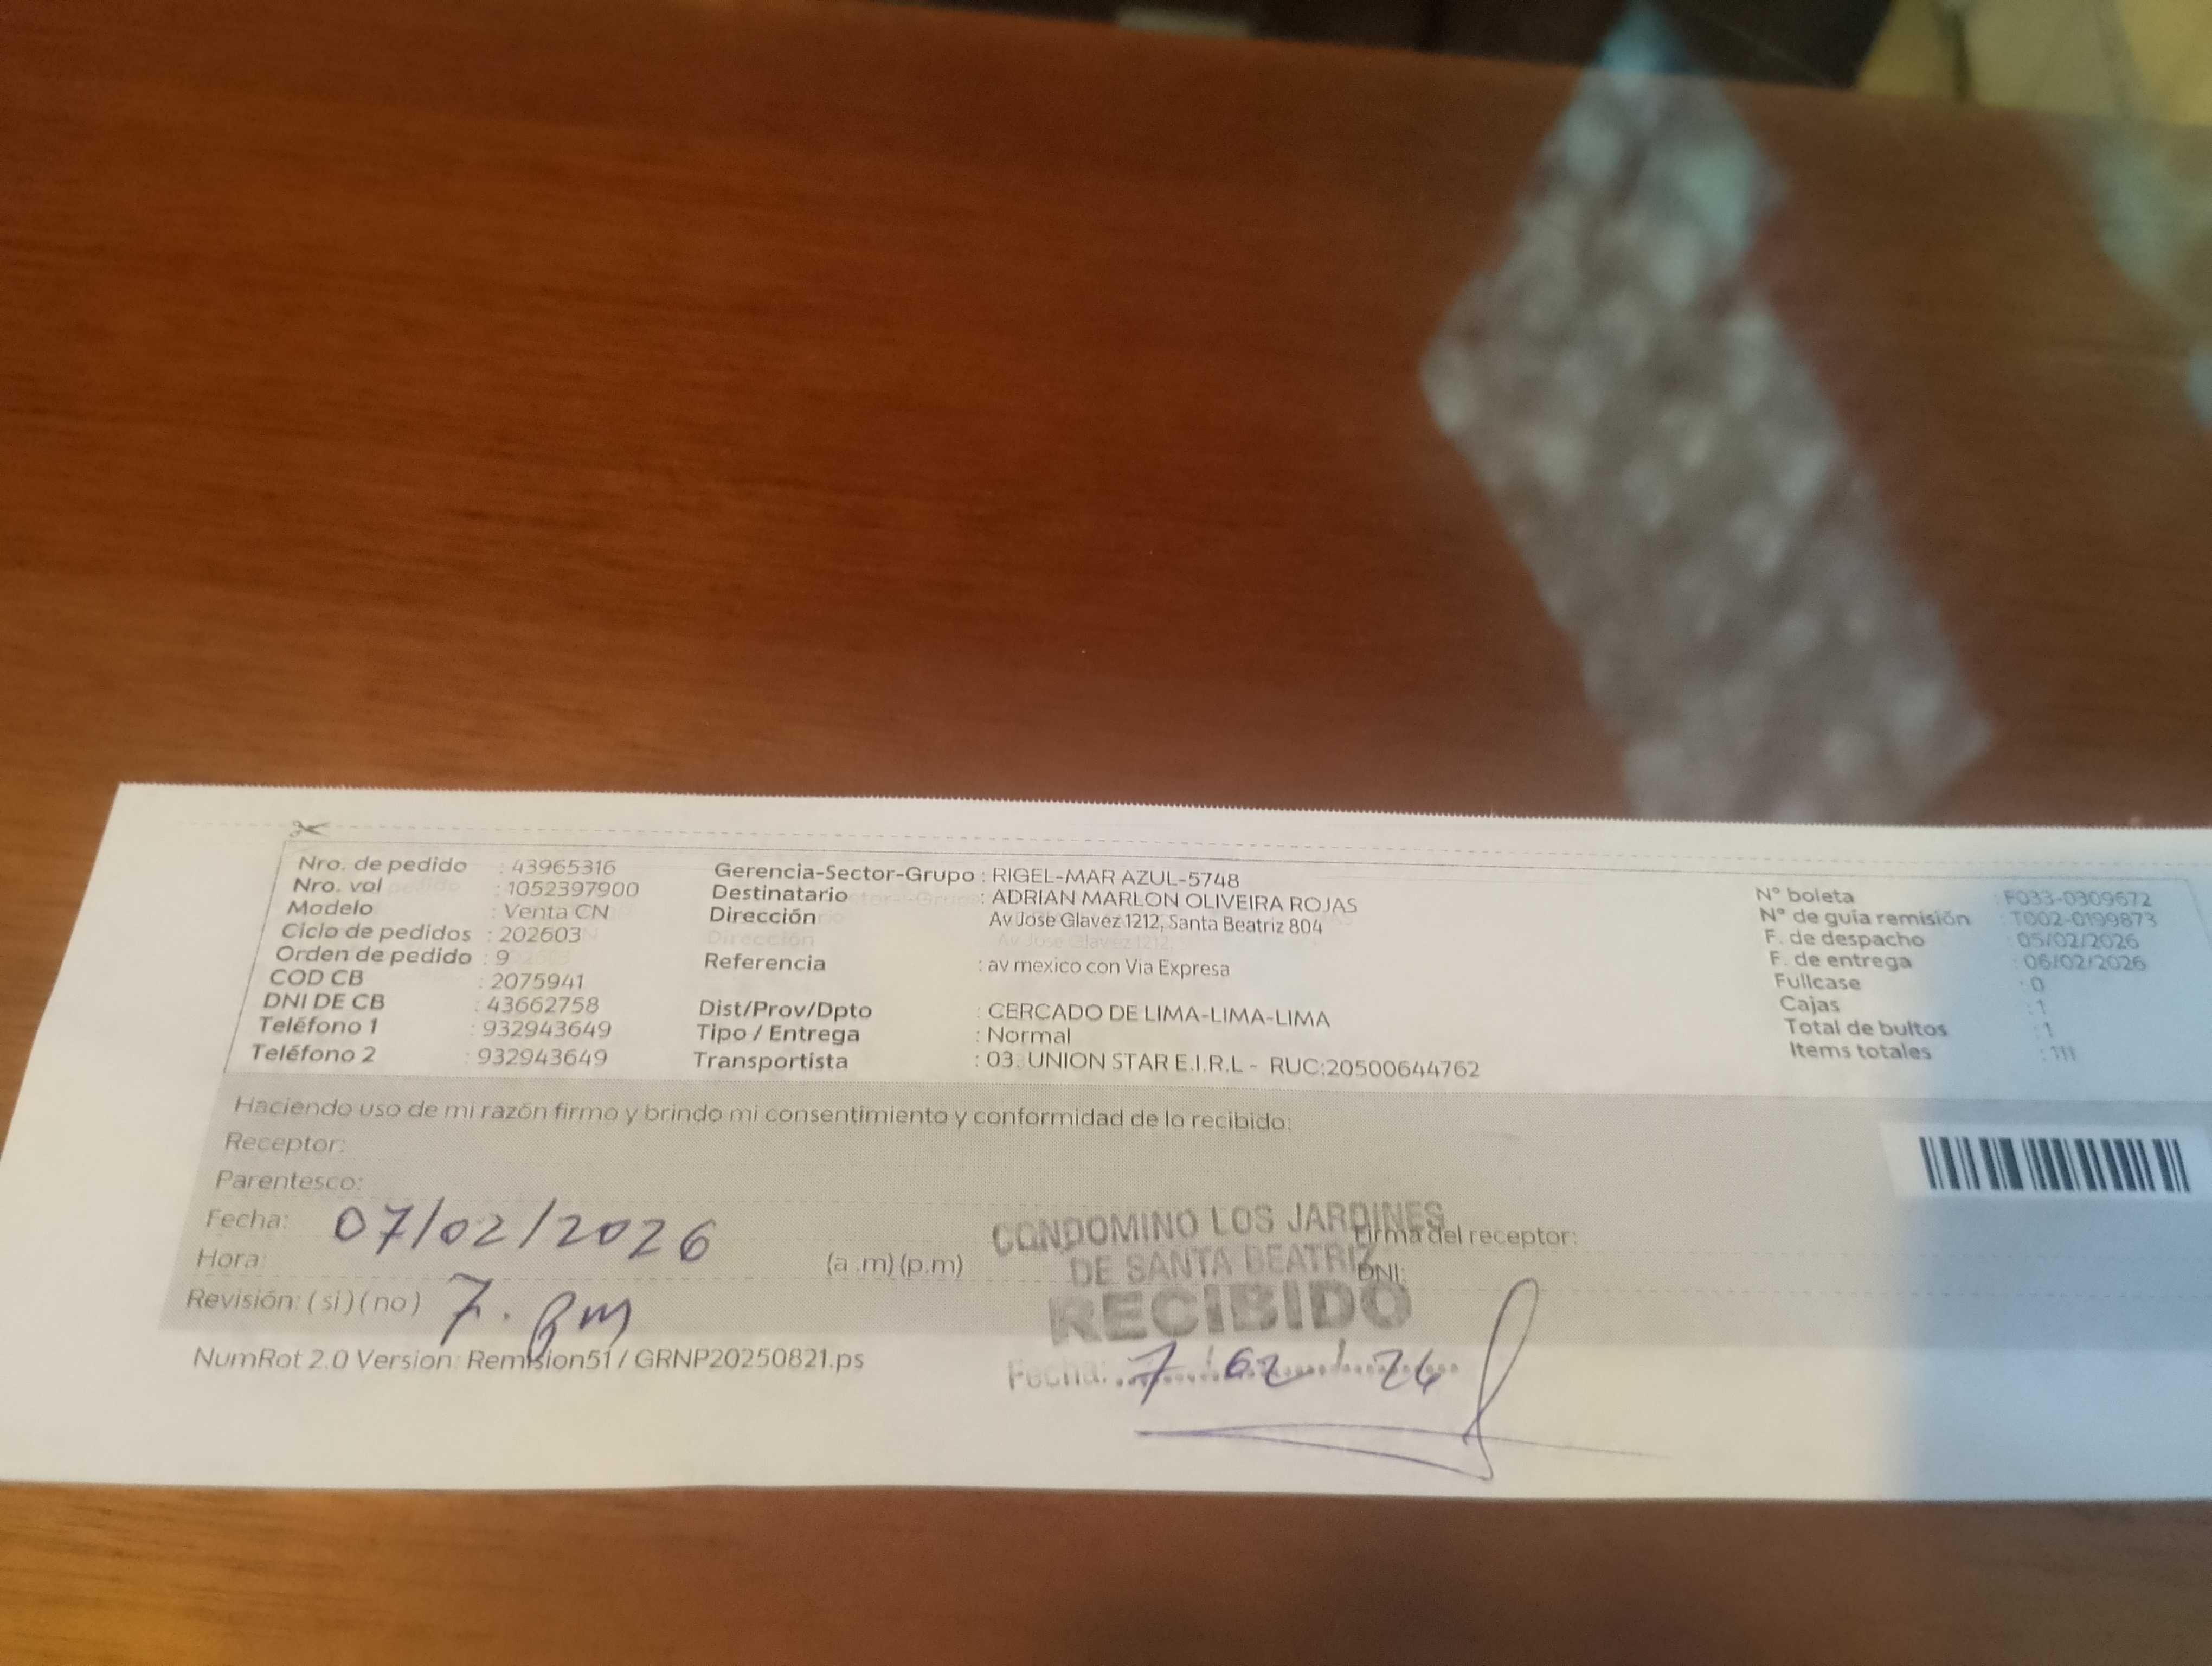 Nro. de pedido : 43965316
Nro. vol : 1052397900
Modelo : Venta CN
Ciclo de pedidos : 202603
Orden de pedido : 9
COD CB : 2075941
DNI DE CB : 43662758
Teléfono 1 : 932943649
Teléfono 2 : 932943649
Gerencia-Sector-Grupo : RIGEL-MAR AZUL-5748
Destinatario : ADRIAN MARLON OLIVEIRA ROJAS
Dirección Av Jose Glavez 1212, Santa Beatriz 804
Referencia : av mexico con Via Expresa
Dist/Prov/Dpto : CERCADO DE LIMA-LIMA-LIMA
Tipo / Entrega : Normal
Transportista : 03. UNION STAR E.I.R.L - RUC:20500644762
N° boleta : F033-0309672
N° de guía remisión : T002-0199873
F. de despacho : 05/02/2026
F. de entrega : 06/02/2026
Fullcase : 0
Cajas : 1
Total de bultos : 1
Items totales : 111
Haciendo uso de mi razón firmo y brindo mi consentimiento y conformidad de lo recibido:
Receptor:
Parentesco:
Fecha: 07/02/2026
Hora: (a .m) (p.m)
Revisión: ( si ) ( no ) 7. pm
NumRot 2.0 Version: Remision51 / GRNP20250821.ps
CONDOMINO LOS JARDINES
DE SANTA BEATRIZ
RECIBIDO
Fecha: 7 / 02 / 26
Firma del receptor:
DNI: